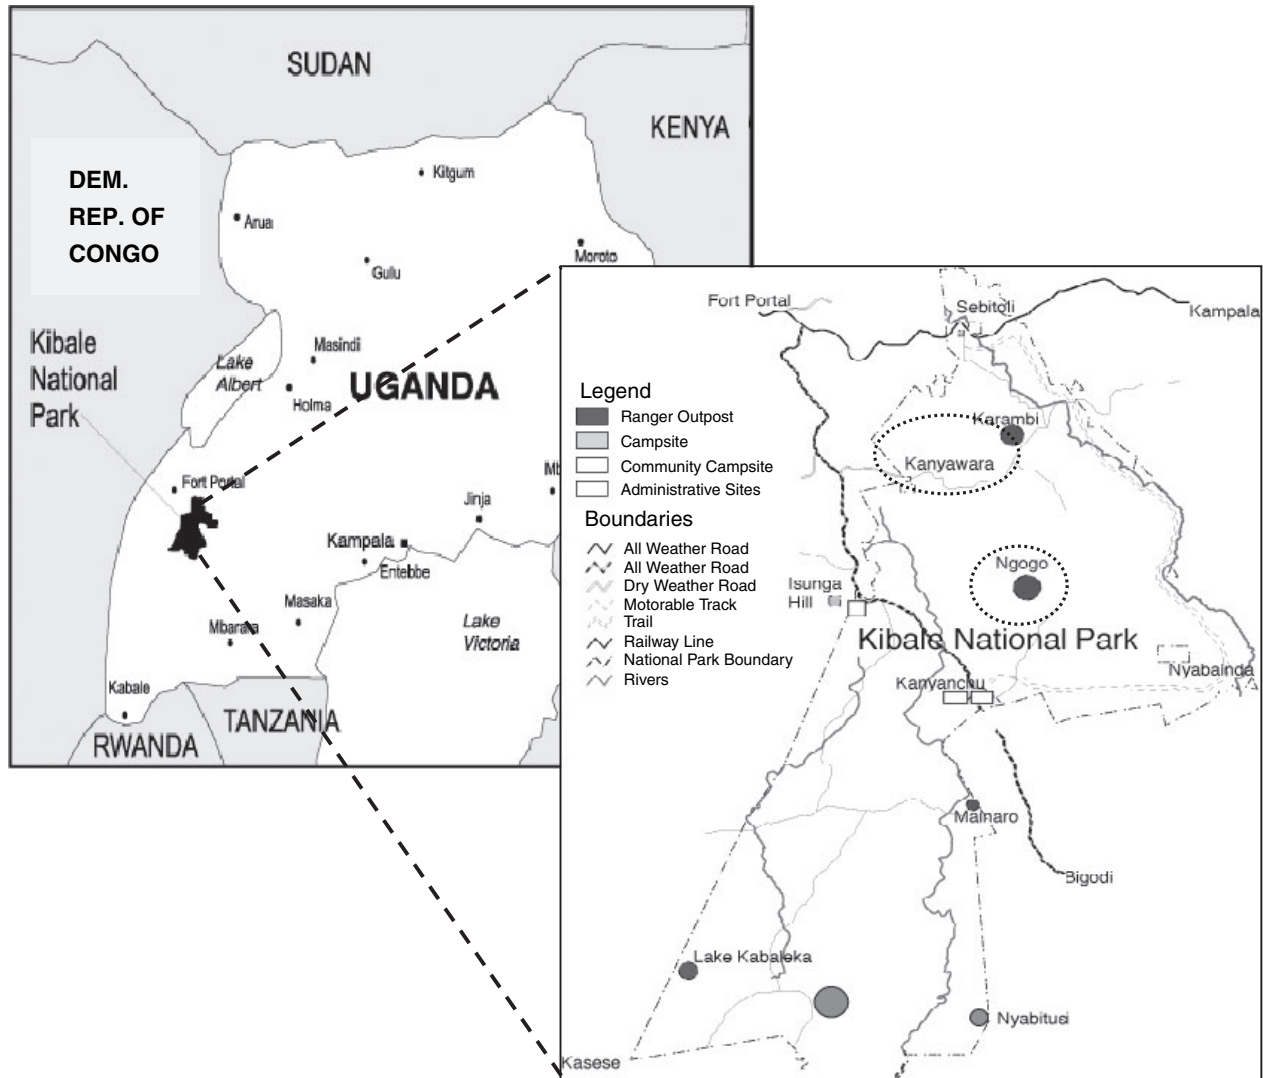 SUDAN
KENYA
DEM.
REP. OF
CONGO
Kitgum
Arua
Gulu
Moroto
Kibale
National
Park
Lake
Albert
Masindi
Hoima
UGANDA
Fort Portal
Mb
Jinja
Kampala
Entebbe
Masaka
Mbarara
Lake
Victoria
Kabale
TANZANIA
RWANDA
Fort Portal
Sebitoli
Kampala
Legend
Ranger Outpost
Campsite
Community Campsite
Administrative Sites
Boundaries
All Weather Road
All Weather Road
Dry Weather Road
Motorable Track
Trail
Railway Line
National Park Boundary
Rivers
Karambi
Kanyawara
Ngogo
Isunga
Hill
Kibale National Park
Nyabainda
Kanyanchu
Mainaro
Bigodi
Lake Kabaleka
Nyabitusi
Kasese